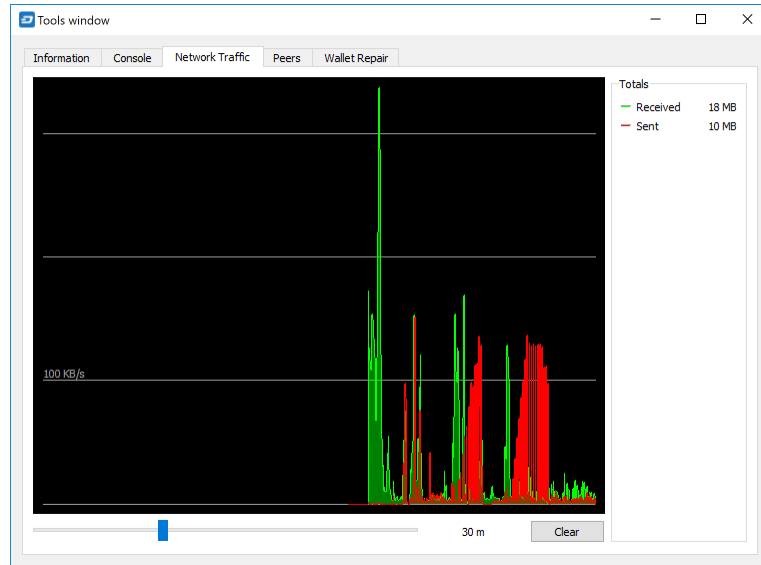 Tools window
Information Console Network Traffic Peers Wallet Repair
Totals
Received 18 MB
Sent 10 MB
100 KB/s
30 m Clear